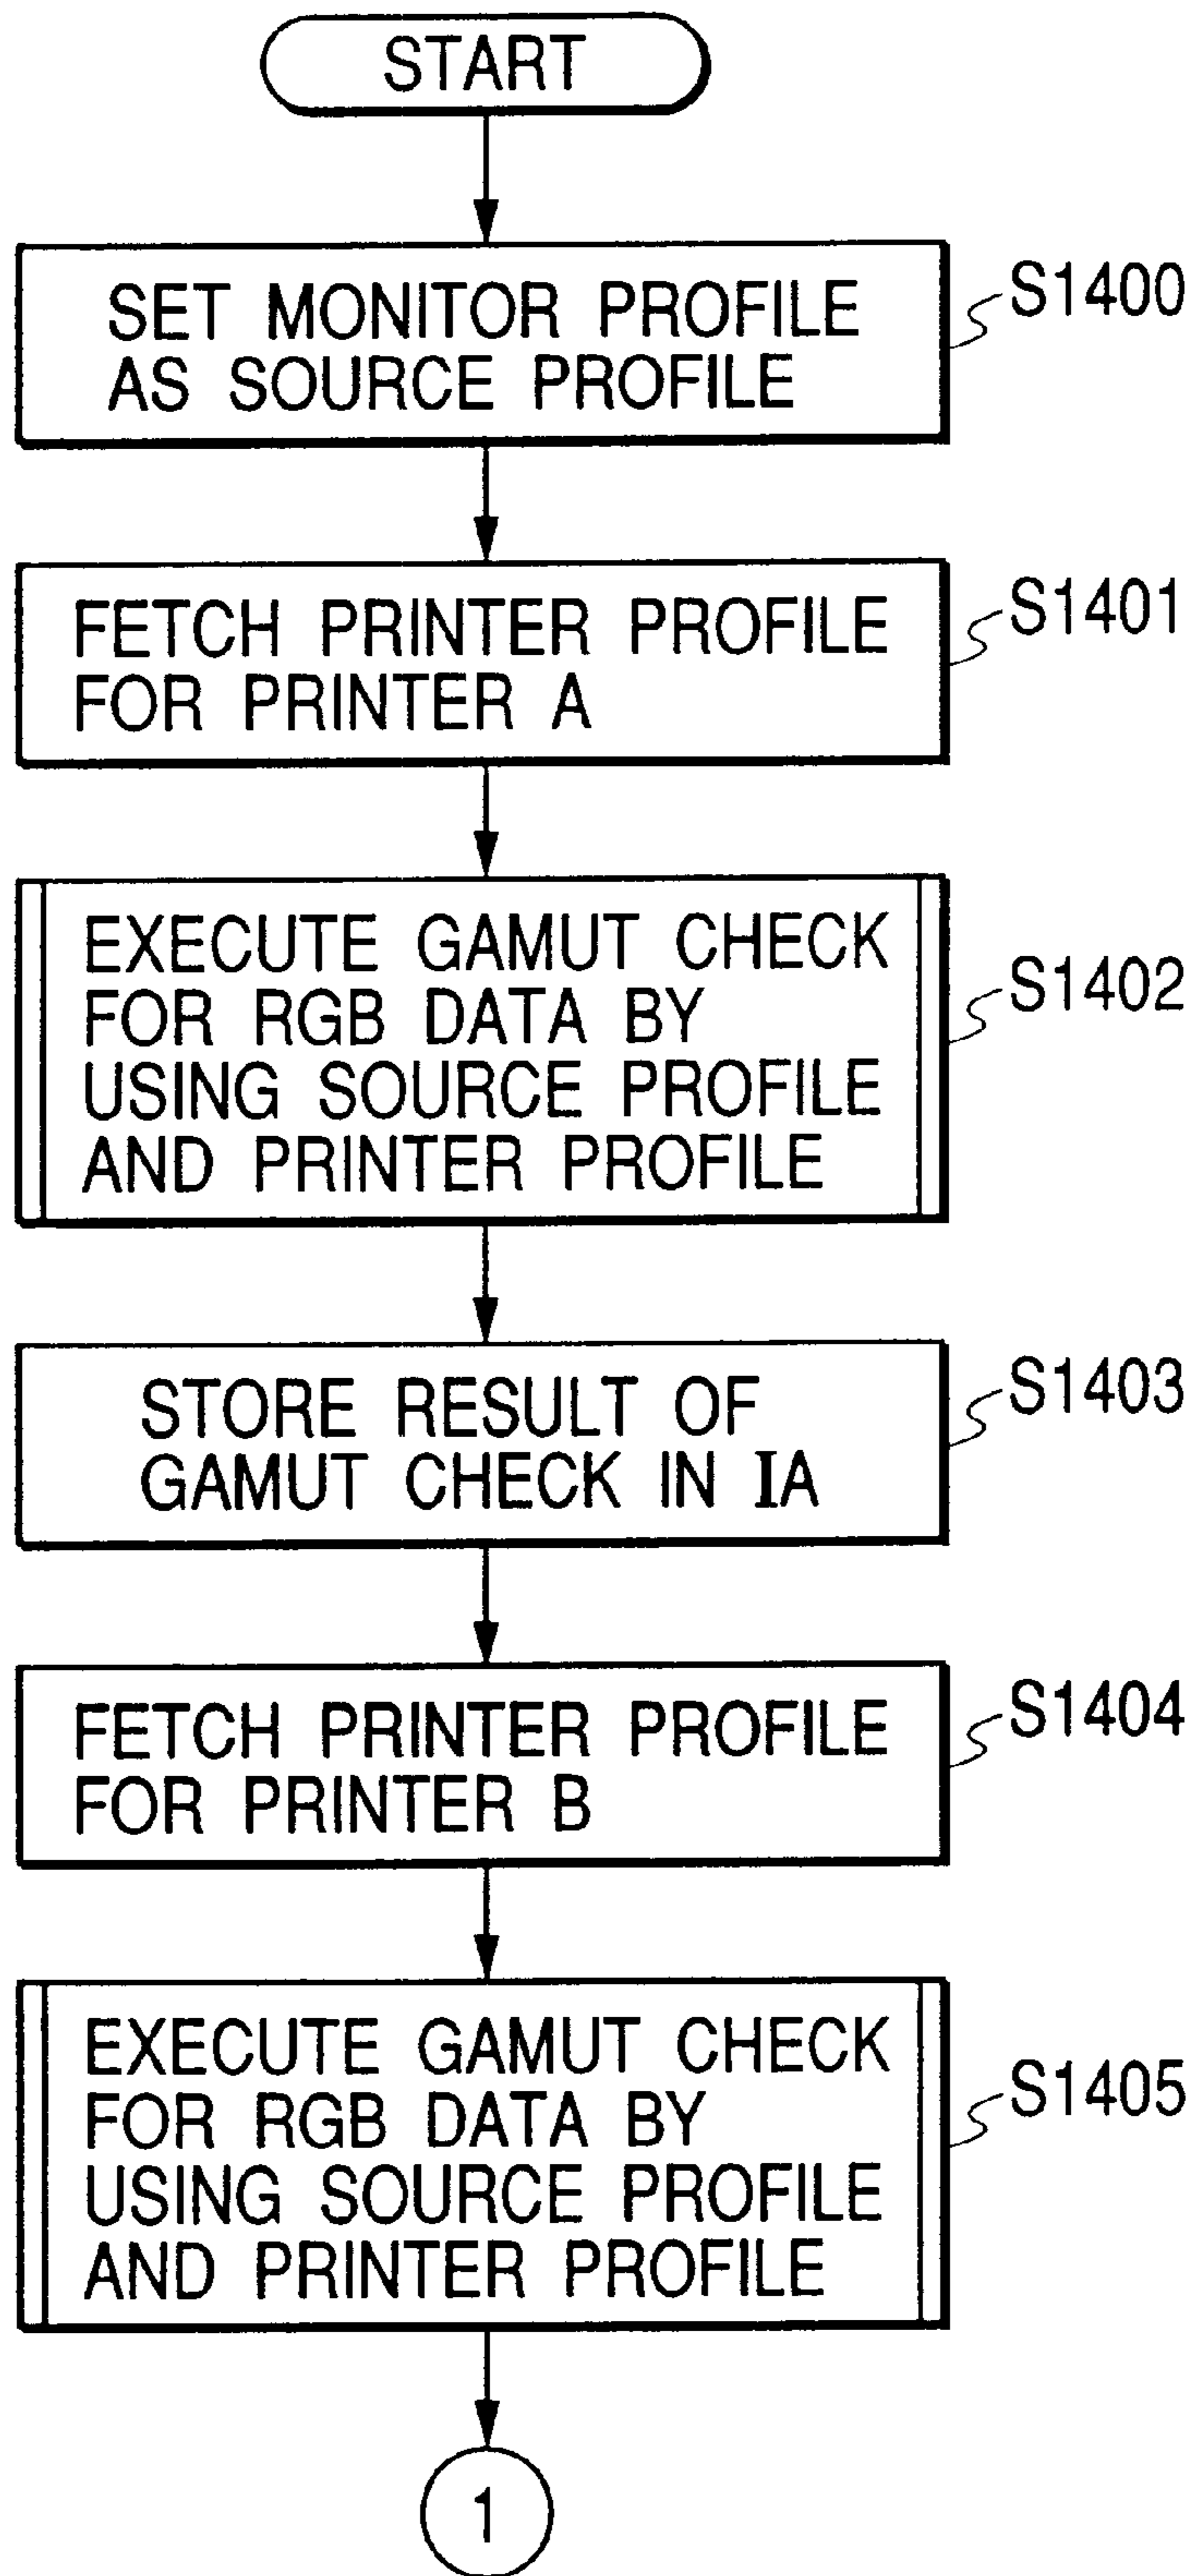 START
SET MONITOR PROFILE
AS SOURCE PROFILE
S1400
FETCH PRINTER PROFILE
FOR PRINTER A
S1401
EXECUTE GAMUT CHECK
FOR RGB DATA BY
USING SOURCE PROFILE
AND PRINTER PROFILE
S1402
STORE RESULT OF
GAMUT CHECK IN IA
S1403
FETCH PRINTER PROFILE
FOR PRINTER B
S1404
EXECUTE GAMUT CHECK
FOR RGB DATA BY
USING SOURCE PROFILE
AND PRINTER PROFILE
S1405
1